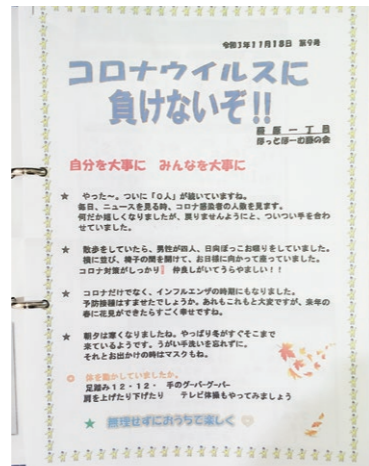 令和3年11月18日 第9号
コロナウイルスに
負けないぞ!!
一丁目
ほっとほーむ
自分を大事に みんなを大事に
★ やった～。ついに「0人」が続いていますね。
毎日、ニュースを見る時、コロナ感染者の人数を見ます。
何だか嬉しくなりましたが、戻りませんようにと、ついつい手を合わ
せていました。
★ 散歩をしていたら、男性が四人、日向ぼっこお喋りをしていました。
横に並び、椅子の間を開けて、お日様に向かって座っていました。
コロナ対策がしっかり 仲良しがいてうらやましい!!
★ コロナだけでなく、インフルエンザの時期にもなりました。
予防接種はすませたでしょうか。あれもこれもと大変ですが、来年の
春に花見ができたらすごく幸せですね。
★ 朝夕は寒くなりましたね。やっぱり冬がすぐそこまで
来ているようです。うがい手洗いを忘れずに。
それとお出かけの時はマスクもね。
○ 体を動かしていましたか。
足踏み12・12・ 手のグーパーグーパー
肩を上げたり下げたり テレビ体操もやってみましょう
★ 無理せずにおうちで楽しく ♡